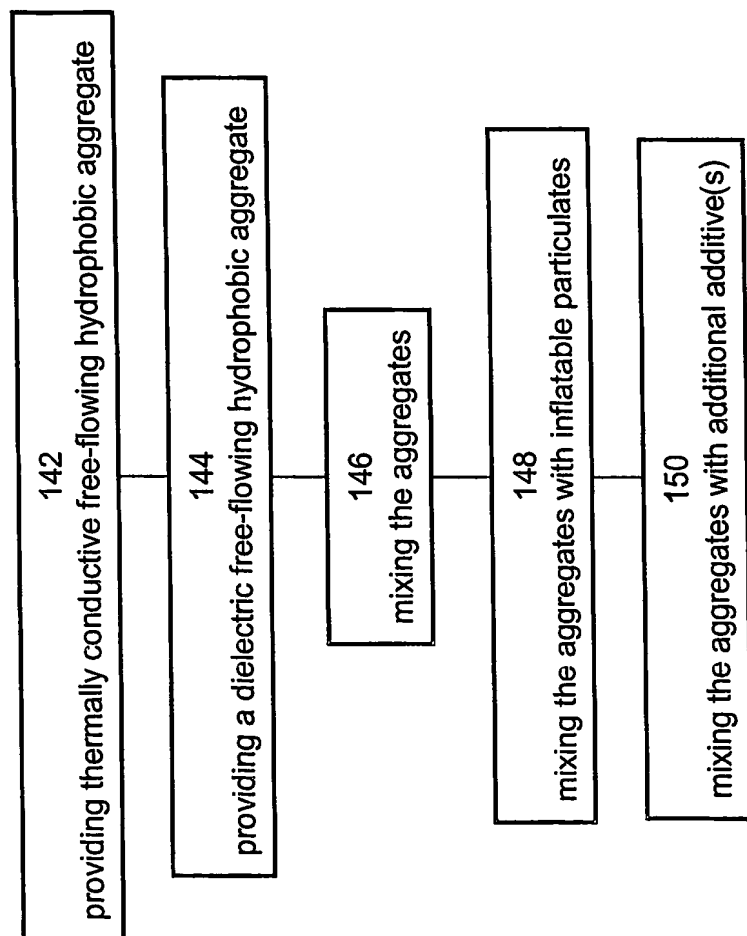 142
providing thermally conductive free-flowing hydrophobic aggregate
144
providing a dielectric free-flowing hydrophobic aggregate
146
mixing the aggregates
148
mixing the aggregates with inflatable particulates
150
mixing the aggregates with additional additive(s)